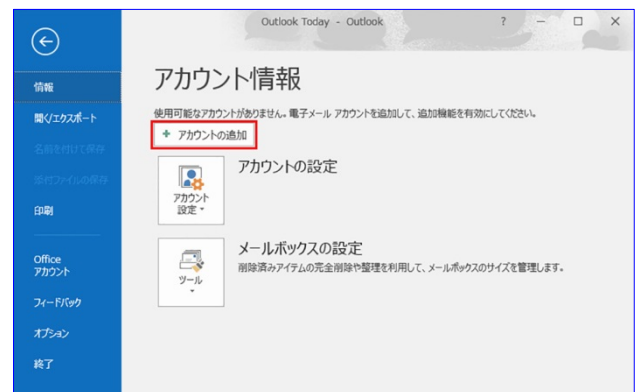 Outlook Today - Outlook
?
アカウント情報
情報
開く/エクスポート
名前を付けて保存
添付ファイルの保存
印刷
Office
アカウント
フィードバック
オプション
終了
使用可能なアカウントがありません。電子メール アカウントを追加して、追加機能を有効にしてください。
+ アカウントの追加
アカウント
設定
アカウントの設定
ツール
メールボックスの設定
削除済みアイテムの完全削除や整理を利用して、メールボックスのサイズを管理します。